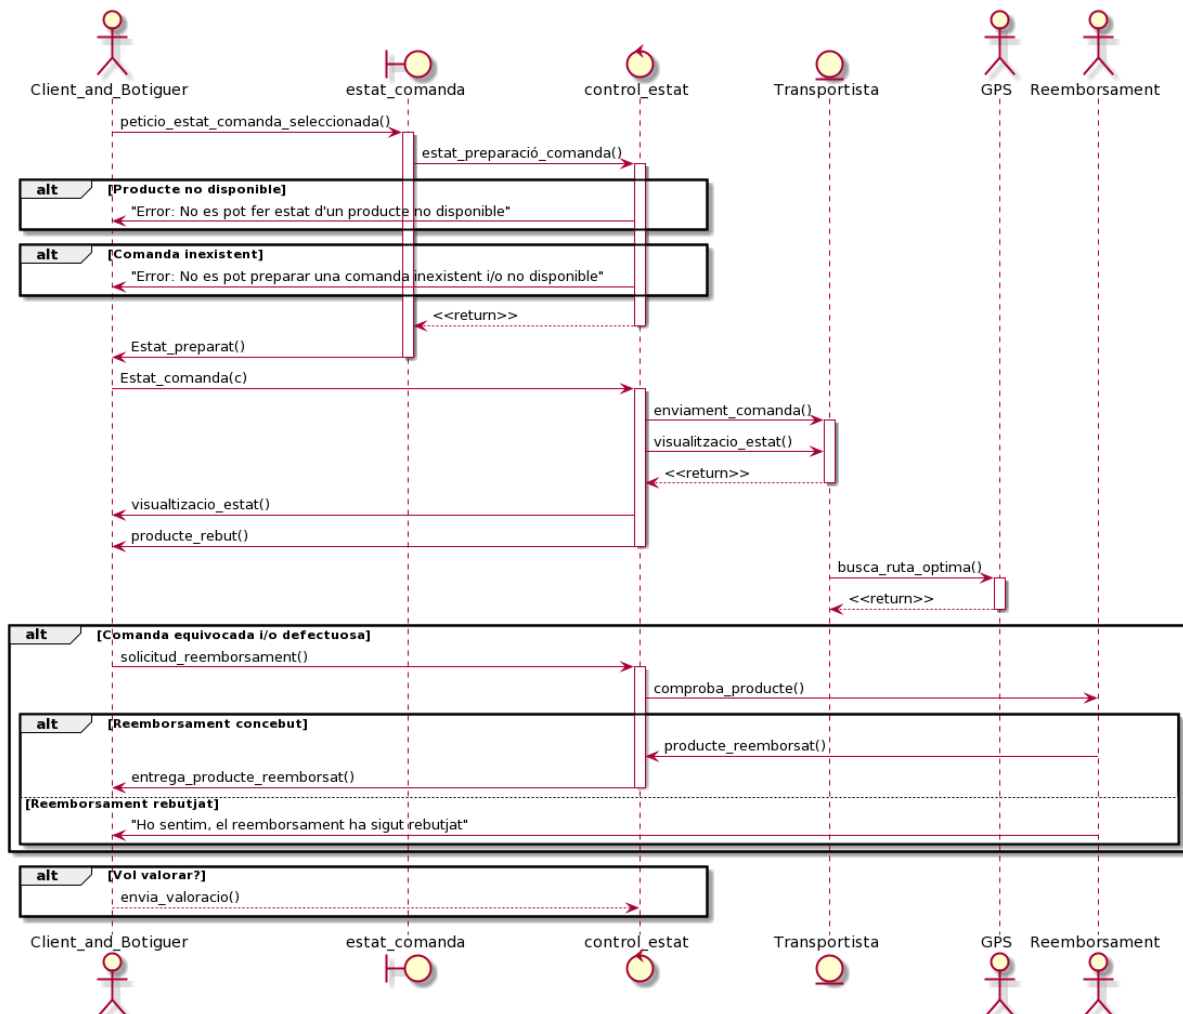 Client_and_Botiguer estat_comanda control_estat Transportista GPS Reemborsament
peticio_estat_comanda_seleccionada()
estat_preparació_comanda()
alt [Producte no disponible]
"Error: No es pot fer estat d'un producte no disponible"
alt [Comanda inexistent]
"Error: No es pot preparar una comanda inexistent i/o no disponible"
<<return>>
Estat_preparat()
Estat_comanda(c)
enviament_comanda()
visualitzacio_estat()
<<return>>
visualtizacio_estat()
producte_rebut()
busca_ruta_optima()
<<return>>
alt [Comanda equivocada i/o defectuosa]
solicitud_reemborsament()
comproba_producte()
alt [Reemborsament concebut]
producte_reemborsat()
entrega_producte_reemborsat()
[Reemborsament rebutjat]
"Ho sentim, el reemborsament ha sigut rebutjat"
alt [Vol valorar?]
envia_valoracio()
Client_and_Botiguer estat_comanda control_estat Transportista GPS Reemborsament